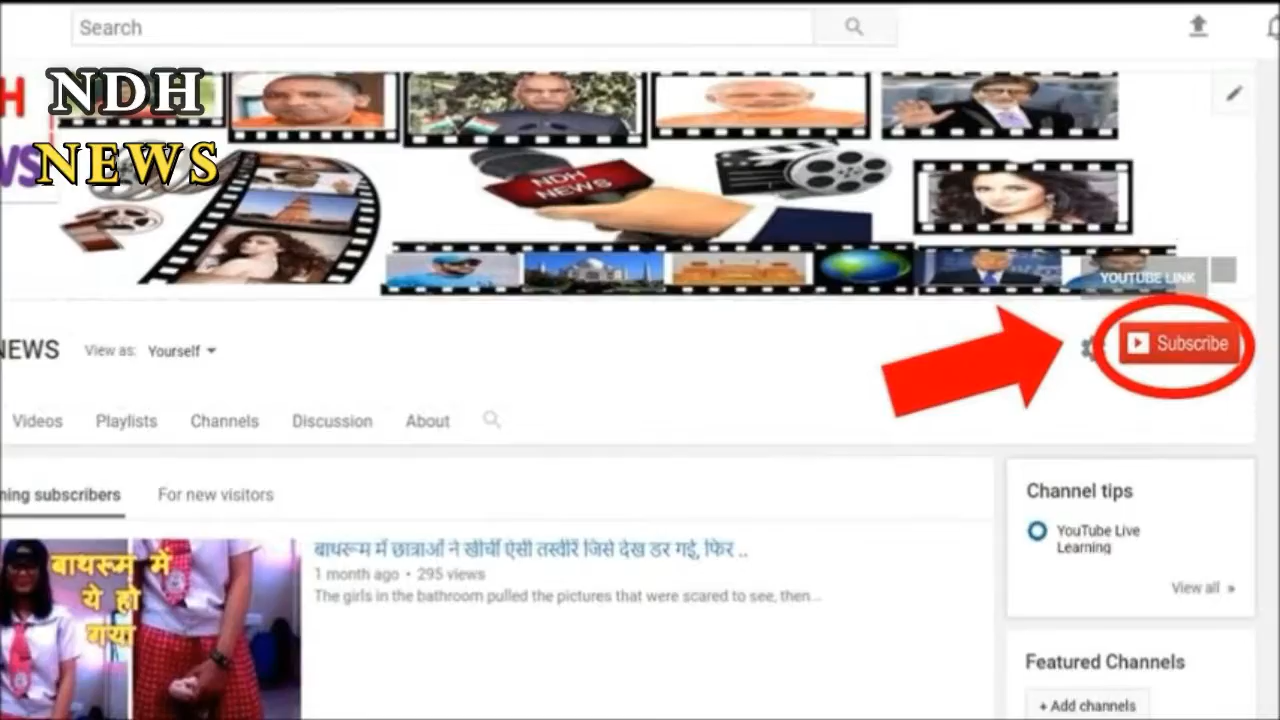 Search
H
NDH
WS
NEWS
NDH
NEWS
YOUTUBE LINK
NEWS
View as: Yourself
Subscribe
Videos
Playlists
Channels
Discussion
About
ning subscribers
For new visitors
Channel tips
YouTube Live
Learning
View all »
बाथरूम में
ये हो
गया
बाथरूम में छात्राओं ने खींचीं ऐसी तस्वीरें जिसे देख डर गईं, फिर ..
1 month ago • 295 views
The girls in the bathroom pulled the pictures that were scared to see, then...
Featured Channels
+ Add channels